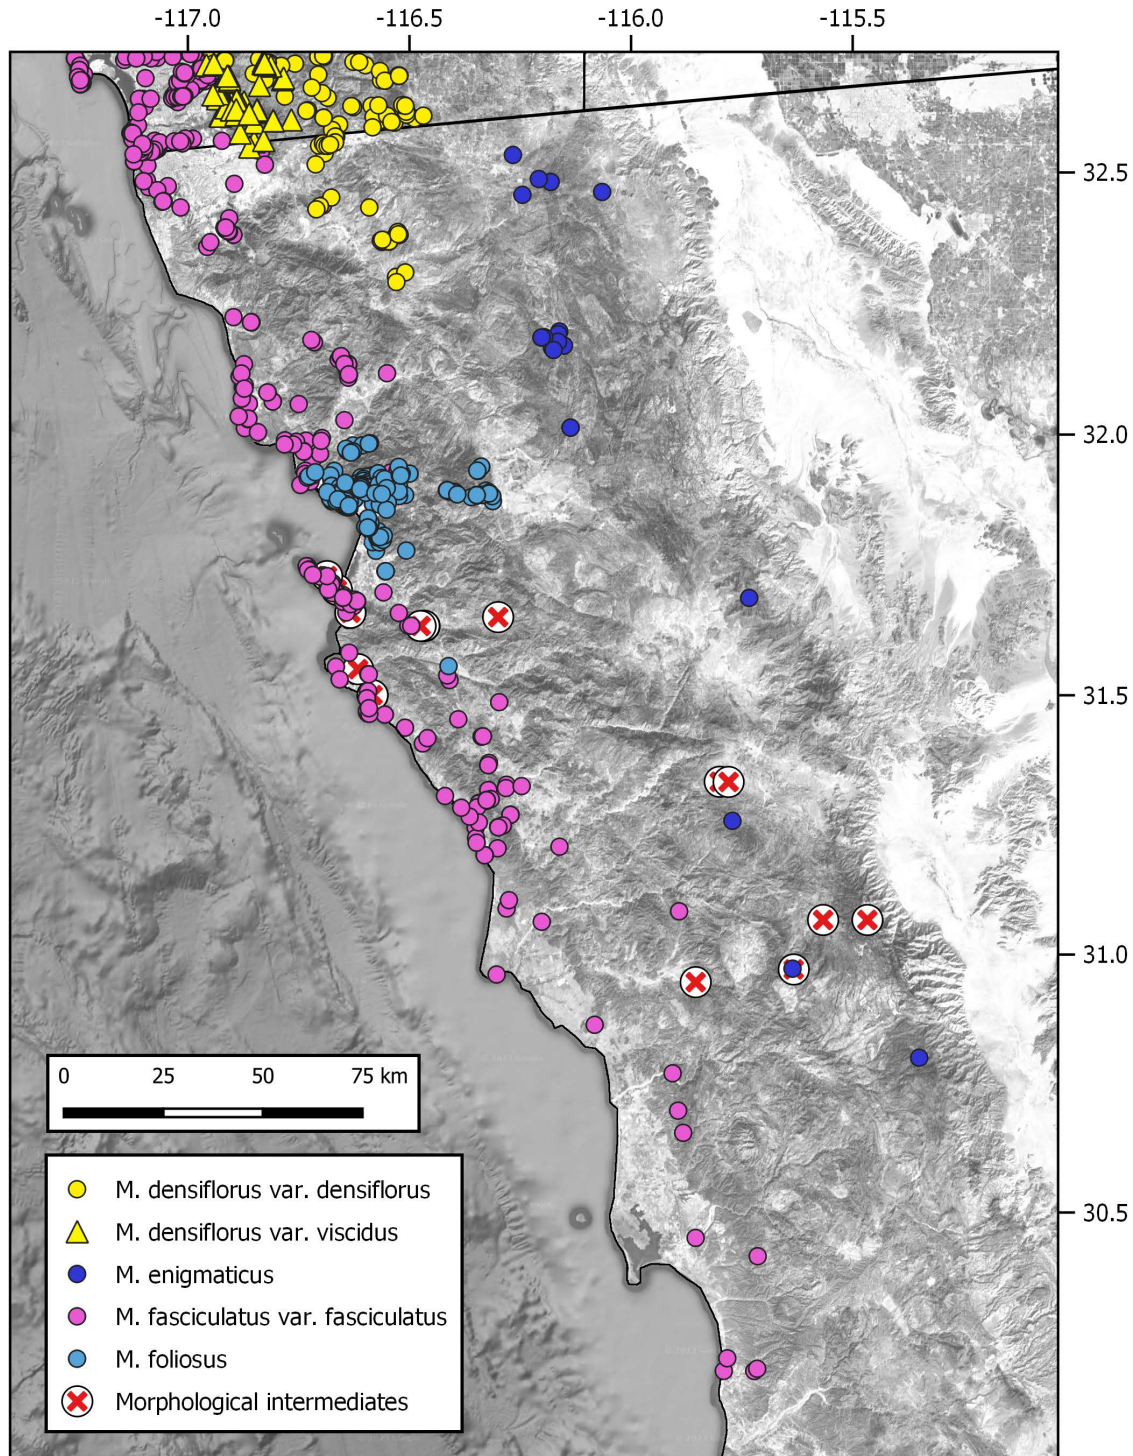 -117.0 -116.5 -116.0 -115.5
32.5
32.0
31.5
31.0
30.5
0 25 50 75 km
M. densiflorus var. densiflorus
M. densiflorus var. viscidus
M. enigmaticus
M. fasciculatus var. fasciculatus
M. foliosus
Morphological intermediates